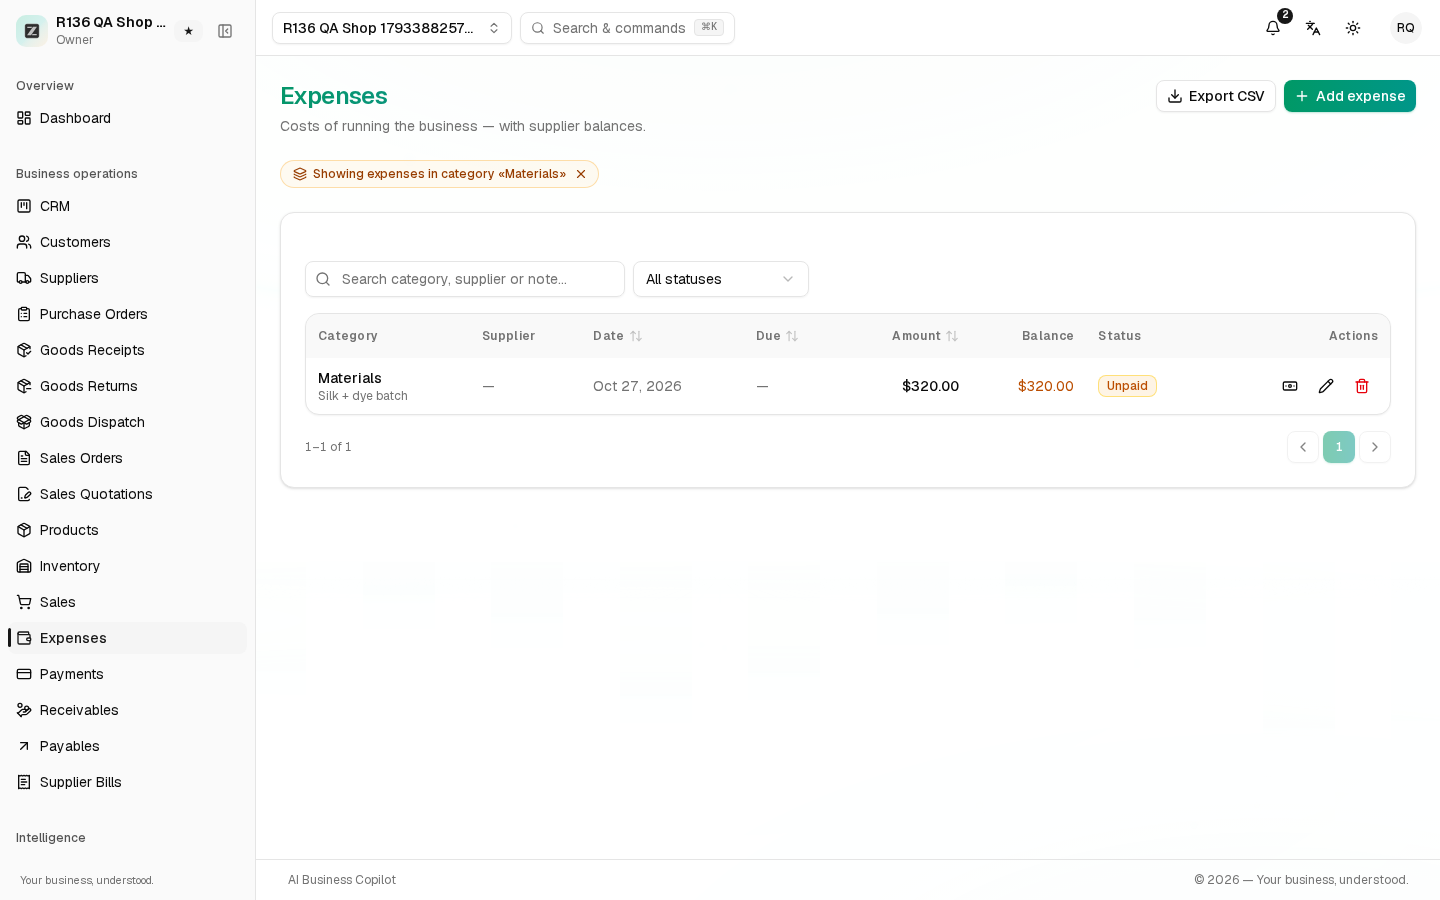 R136 QA Shop ...
Owner
★
R136 QA Shop 1793388257...
Search & commands
⌘K
2
RQ
Overview
Dashboard
Business operations
CRM
Customers
Suppliers
Purchase Orders
Goods Receipts
Goods Returns
Goods Dispatch
Sales Orders
Sales Quotations
Products
Inventory
Sales
Expenses
Payments
Receivables
Payables
Supplier Bills
Intelligence
Your business, understood.
Expenses
Costs of running the business — with supplier balances.
Export CSV
Add expense
Showing expenses in category «Materials»
Search category, supplier or note...
All statuses
Category Supplier Date Due Amount Balance Status Actions
Materials — Oct 27, 2026 — $320.00 $320.00 Unpaid
Silk + dye batch
1–1 of 1
1
AI Business Copilot
© 2026 — Your business, understood.